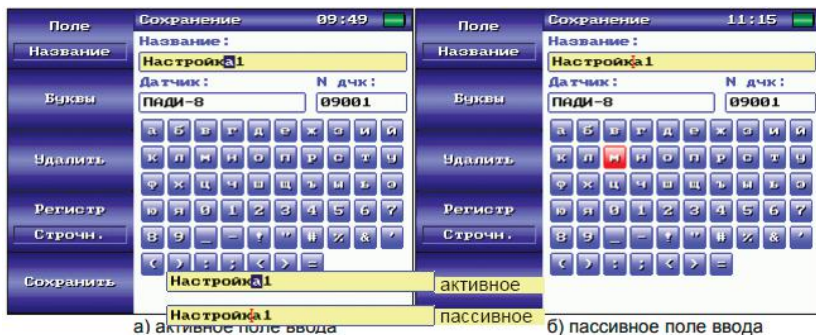 Поле
Название
Буквы
Удалить
Регистр
Строчн.
Сохранить
Сохранение 09:49
Название:
Настройка1
Датчик: N дчк:
ПАДИ-8 09001
а б в г д е ж з и й
к л м н о п р с т у
ф х ц ч ш щ ъ ы ь э
ю я 0 1 2 3 4 5 6 7
8 9 _ - ! " # % & '
( ) : ; < > =
Поле
Название
Буквы
Удалить
Регистр
Строчн.
Сохранение 11:15
Название:
Настройка1
Датчик: N дчк:
ПАДИ-8 09001
а б в г д е ж з и й
к л м н о п р с т у
ф х ц ч ш щ ъ ы ь э
ю я 0 1 2 3 4 5 6 7
8 9 _ - ! " # % & '
( ) : ; < > =
Настройка1 активное
Настройка1 пассивное
а) активное поле ввода
б) пассивное поле ввода